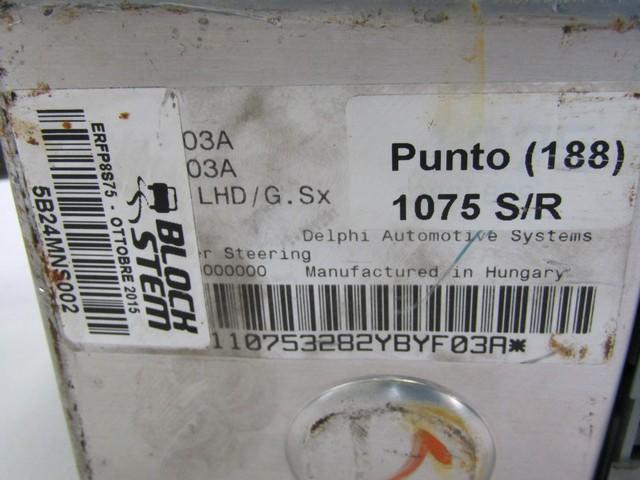 03A
03A
LHD/G.Sx
Punto (188)
1075 S/R
Delphi Automotive Systems
Steering
000000 Manufactured in Hungary
110753282YBYF03A*
BLOCK
STEM
ERFP8S75 - OTTOBRE 2015
5B24MNS002